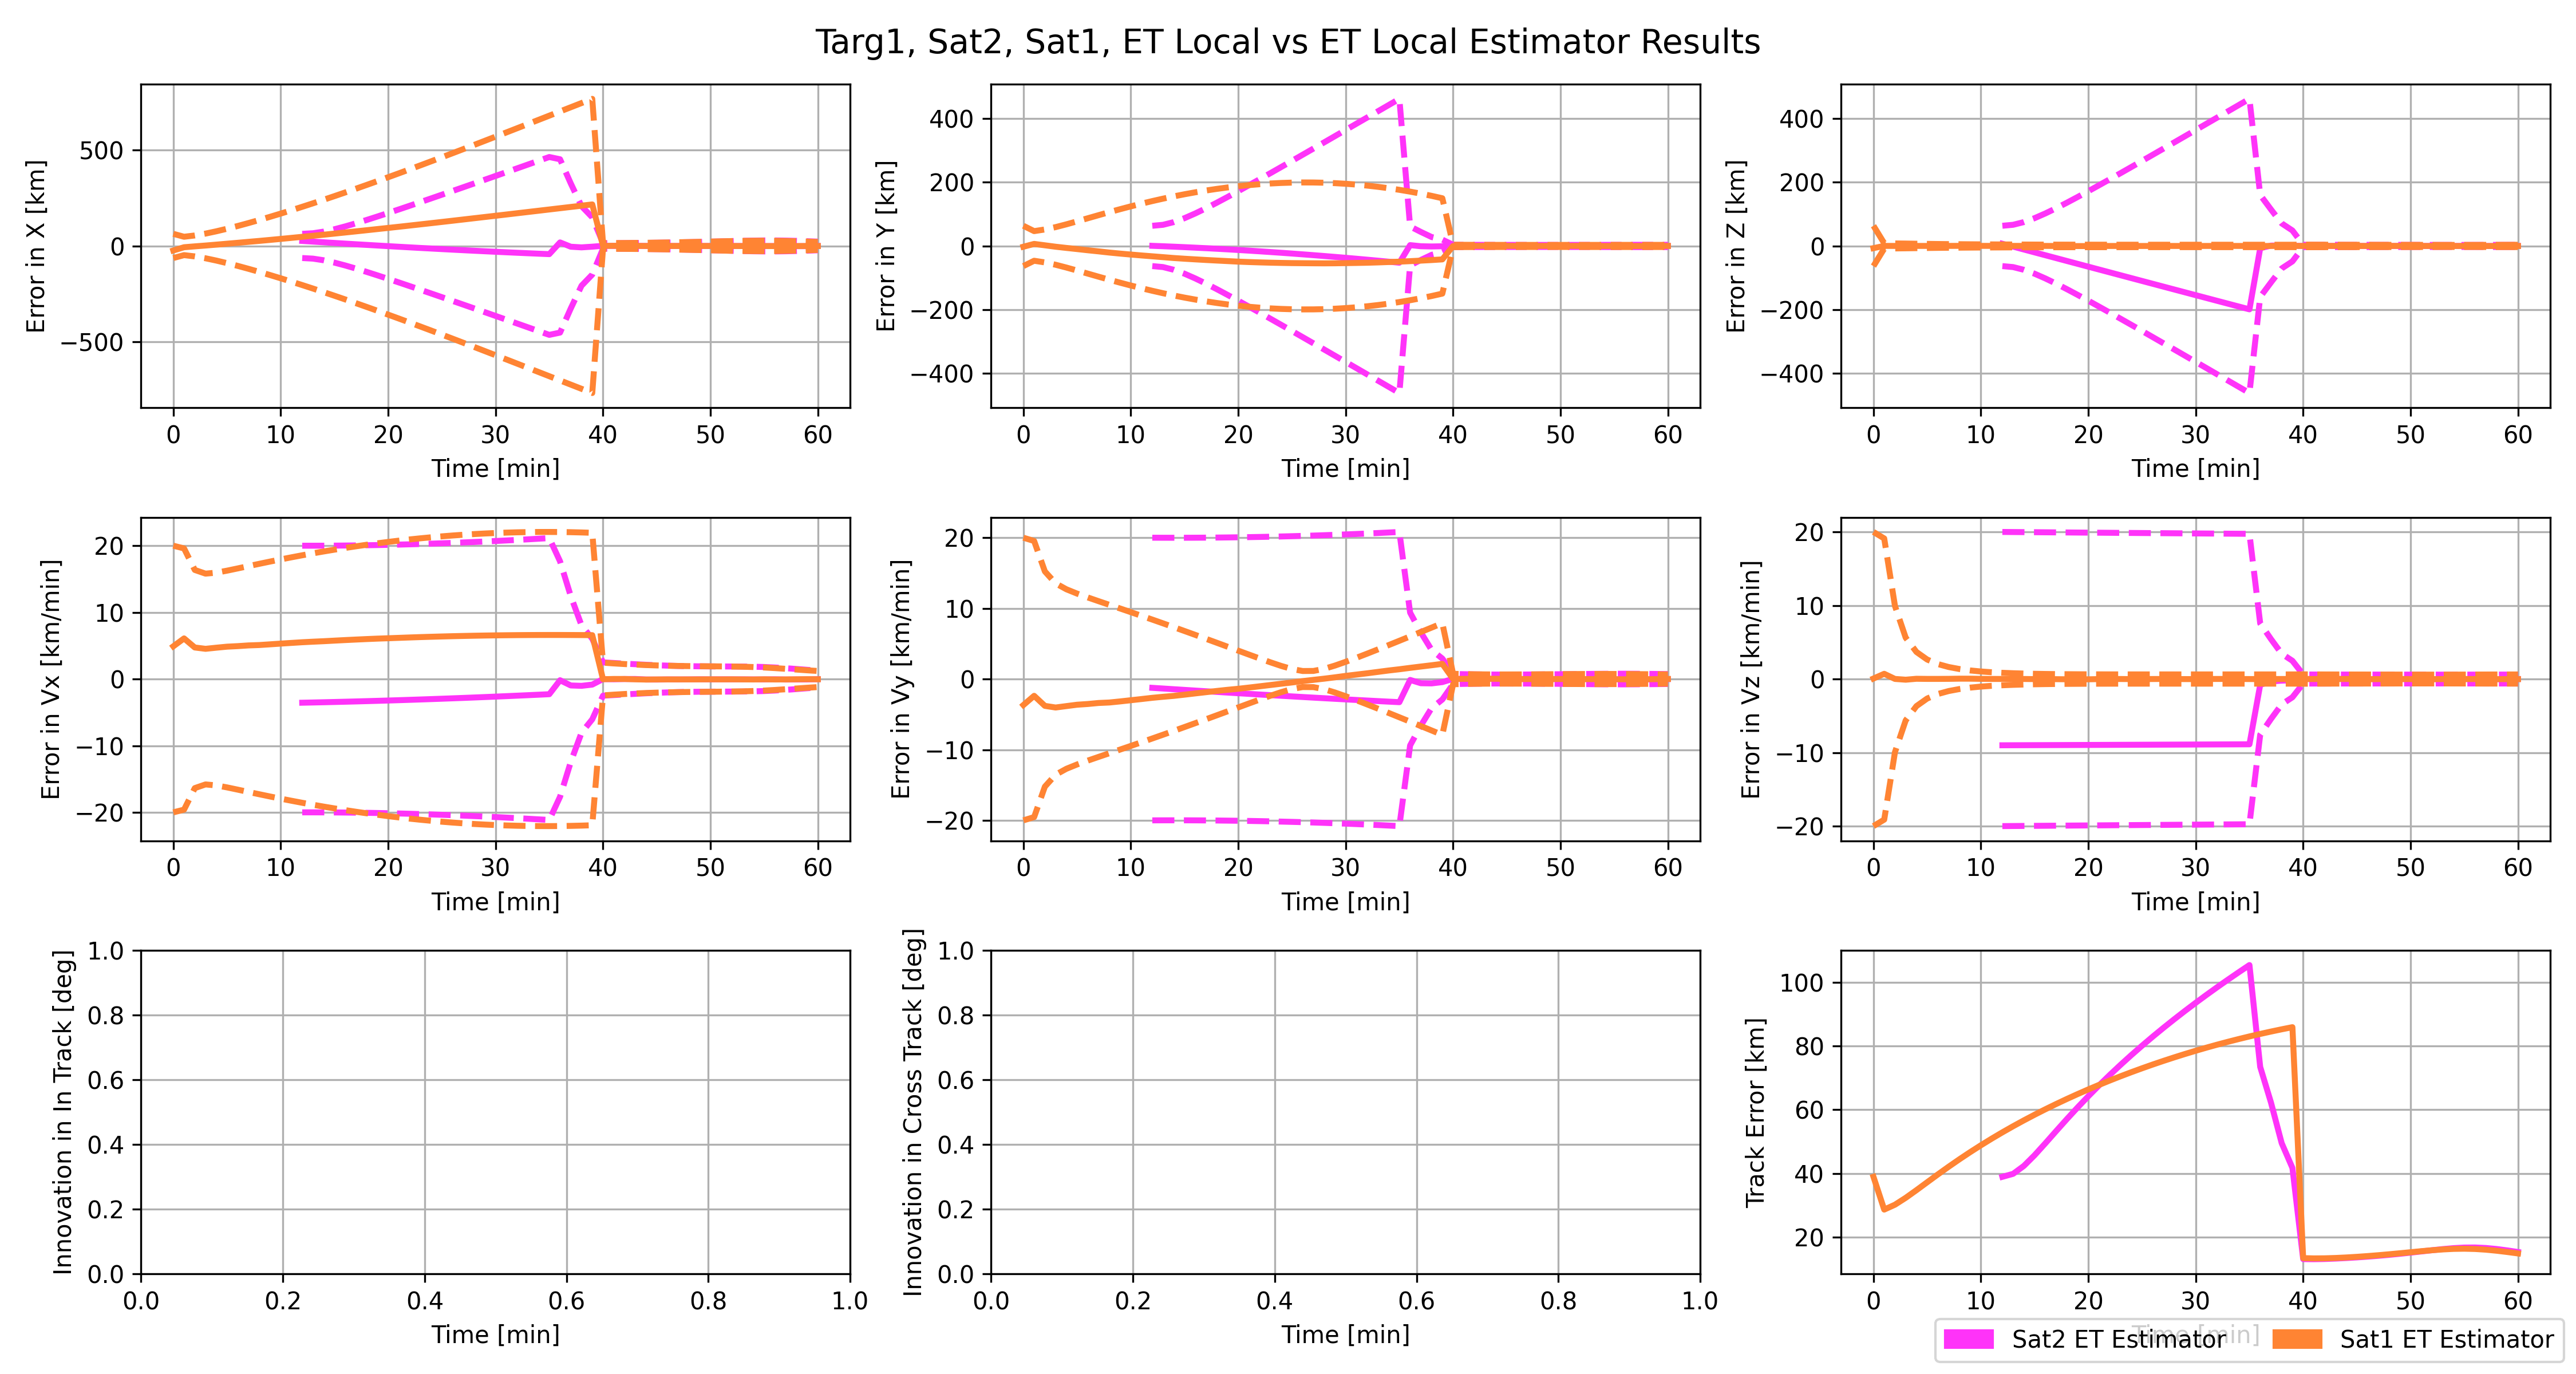 Targ1, Sat2, Sat1, ET Local vs ET Local Estimator Results
Error in X [km]
500
0
−500
0 10 20 30 40 50 60
Time [min]
Error in Y [km]
400
200
0
−200
−400
0 10 20 30 40 50 60
Time [min]
Error in Z [km]
400
200
0
−200
−400
0 10 20 30 40 50 60
Time [min]
Error in Vx [km/min]
20
10
0
−10
−20
0 10 20 30 40 50 60
Time [min]
Error in Vy [km/min]
20
10
0
−10
−20
0 10 20 30 40 50 60
Time [min]
Error in Vz [km/min]
20
10
0
−10
−20
0 10 20 30 40 50 60
Time [min]
Innovation in In Track [deg]
1.0
0.8
0.6
0.4
0.2
0.0
0.0 0.2 0.4 0.6 0.8 1.0
Time [min]
Innovation in Cross Track [deg]
1.0
0.8
0.6
0.4
0.2
0.0
0.0 0.2 0.4 0.6 0.8 1.0
Time [min]
Track Error [km]
100
80
60
40
20
0 10 20 30 40 50 60
Time [min]
Sat2 ET Estimator Sat1 ET Estimator